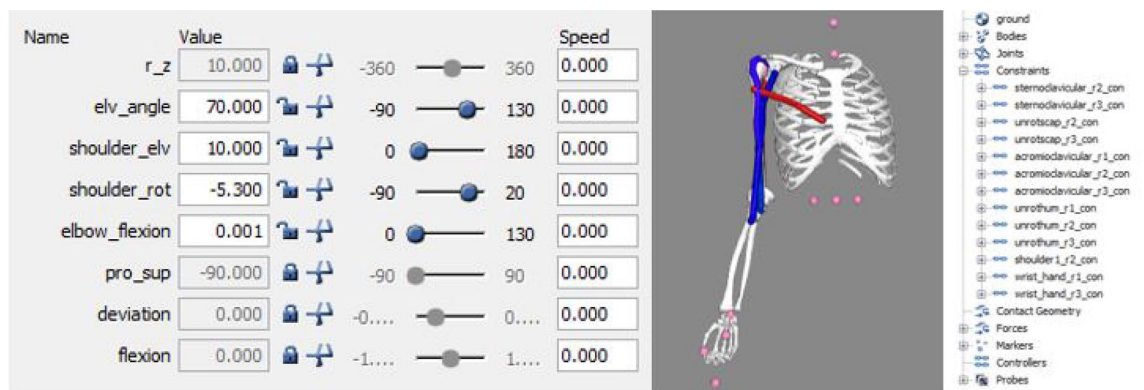 Name Value Speed
r_z 10.000 -360 360 0.000
elv_angle 70.000 -90 130 0.000
shoulder_elv 10.000 0 180 0.000
shoulder_rot -5.300 -90 20 0.000
elbow_flexion 0.001 0 130 0.000
pro_sup -90.000 -90 90 0.000
deviation 0.000 -0.... 0.... 0.000
flexion 0.000 -1.... 1.... 0.000
ground
Bodies
Joints
Constraints
sternoclavicular_r2_con
sternoclavicular_r3_con
unrotscap_r2_con
unrotscap_r3_con
acromioclavicular_r1_con
acromioclavicular_r2_con
acromioclavicular_r3_con
unrothum_r1_con
unrothum_r2_con
unrothum_r3_con
shoulder1_r2_con
wrist_hand_r1_con
wrist_hand_r3_con
Contact Geometry
Forces
Markers
Controllers
Probes